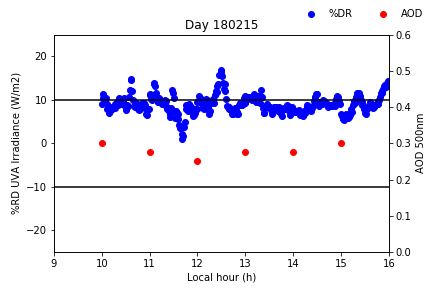 %DR AOD
Day 180215
%RD UVA Irradiance (W/m2)
20
10
0
−10
−20
0.6
0.5
0.4
0.3
0.2
0.1
0.0
AOD 500nm
9 10 11 12 13 14 15 16
Local hour (h)